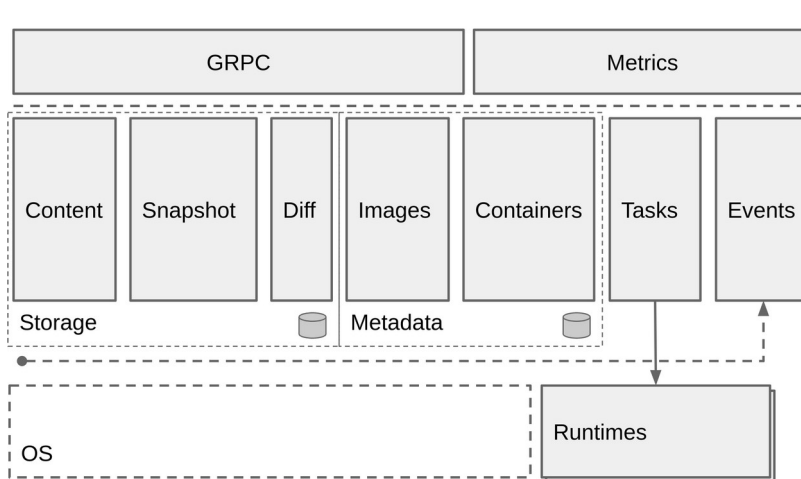 GRPC
Metrics
Content
Snapshot
Diff
Images
Containers
Tasks
Events
Storage
Metadata
OS
Runtimes